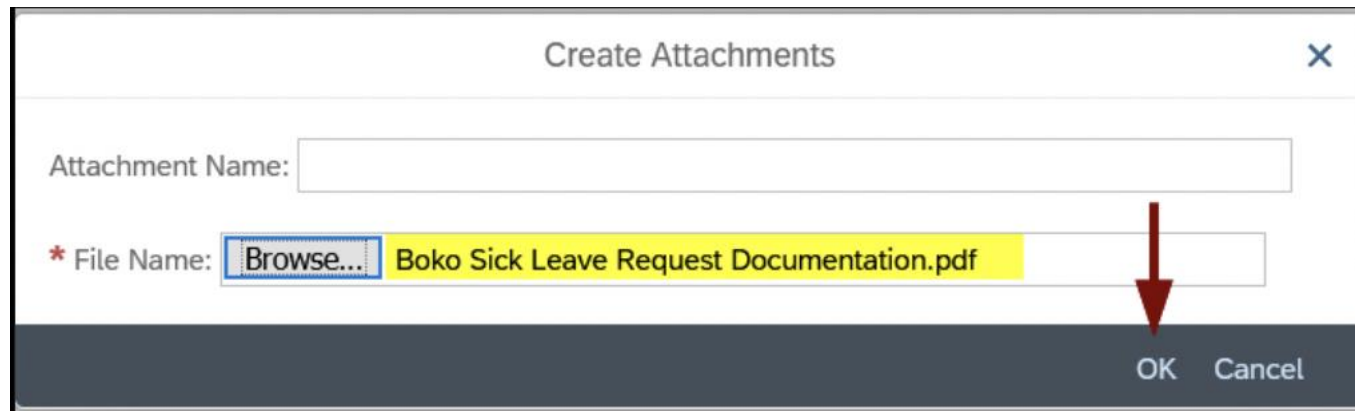 Create Attachments
Attachment Name:
* File Name: Browse... Boko Sick Leave Request Documentation.pdf
OK Cancel